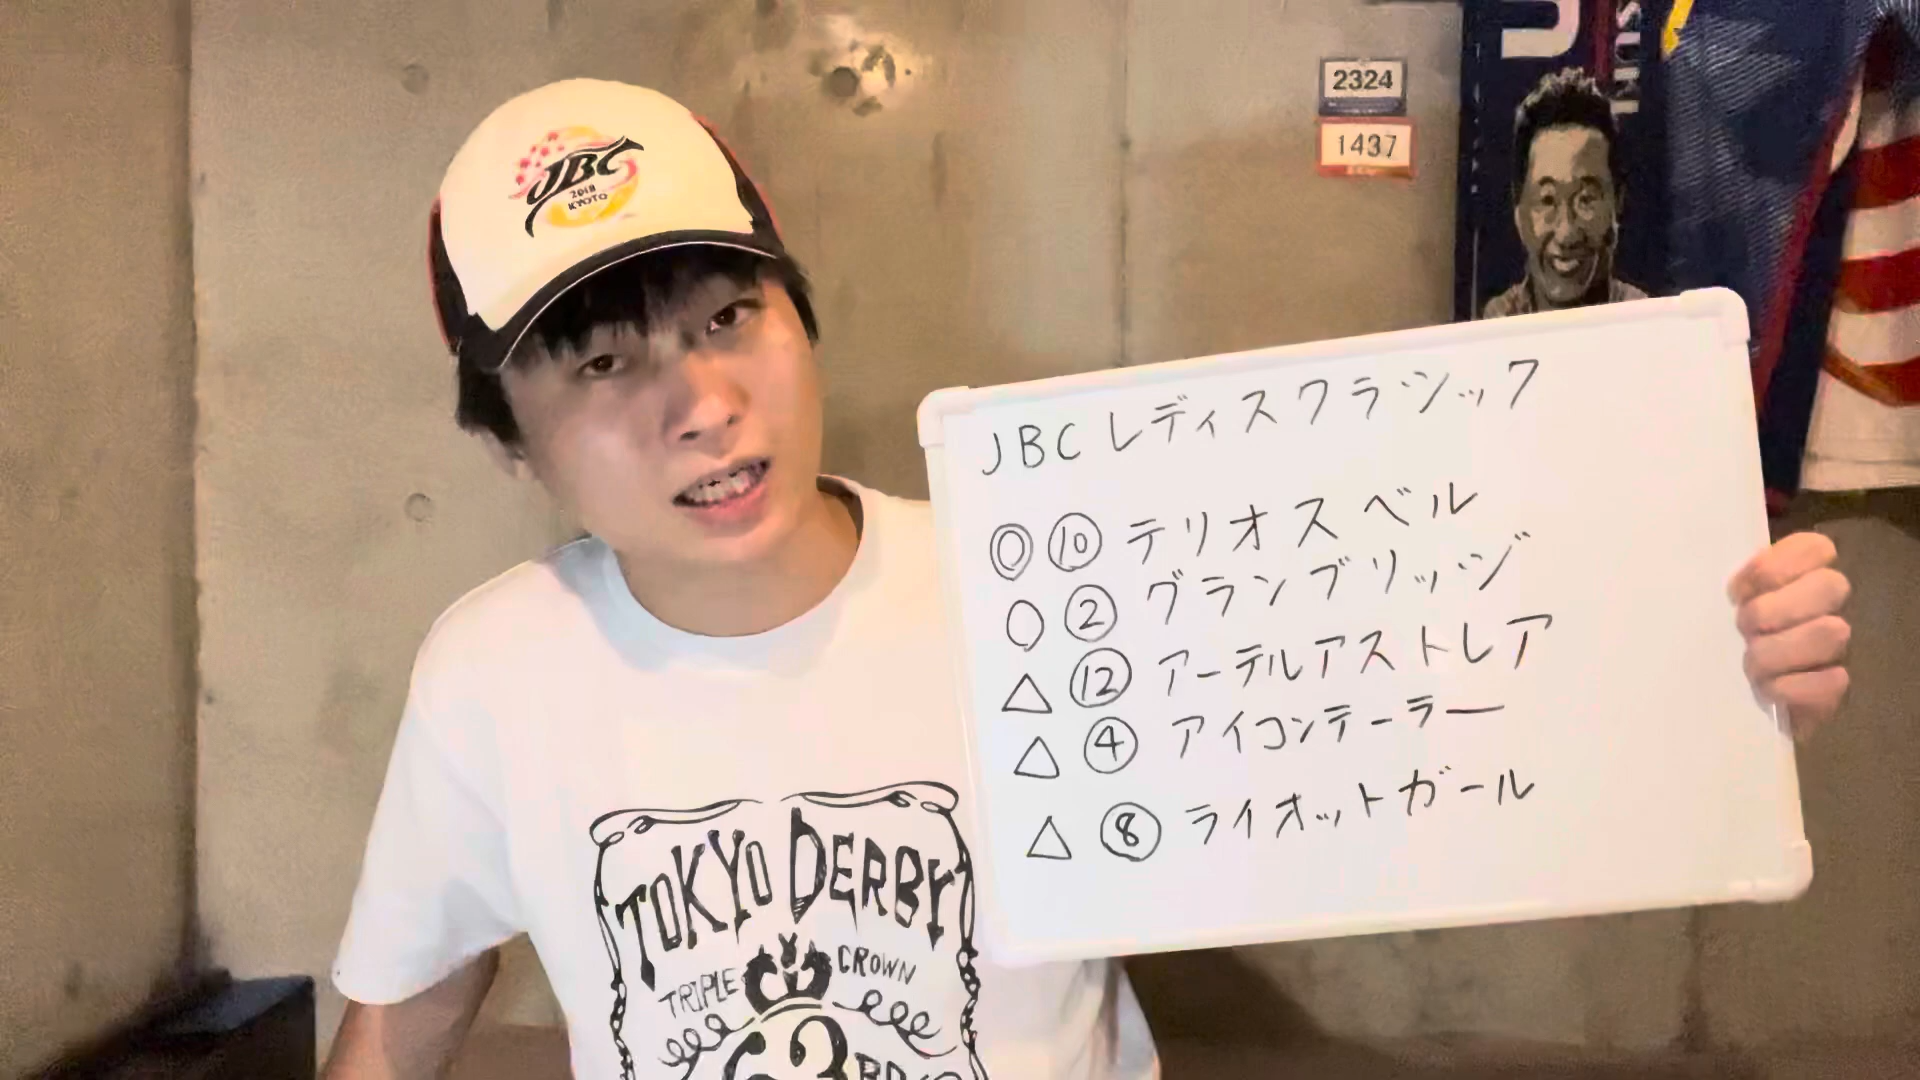 JBC
2018
KYOTO
2324
1437
JBCレディスクラシック
◎⑩テリオスベル
○②グランブリッジ
△⑫アーテルアストレア
△④アイコンテーラー
△⑧ライオットガール
TOKYO DERBY
TRIPLE CROWN